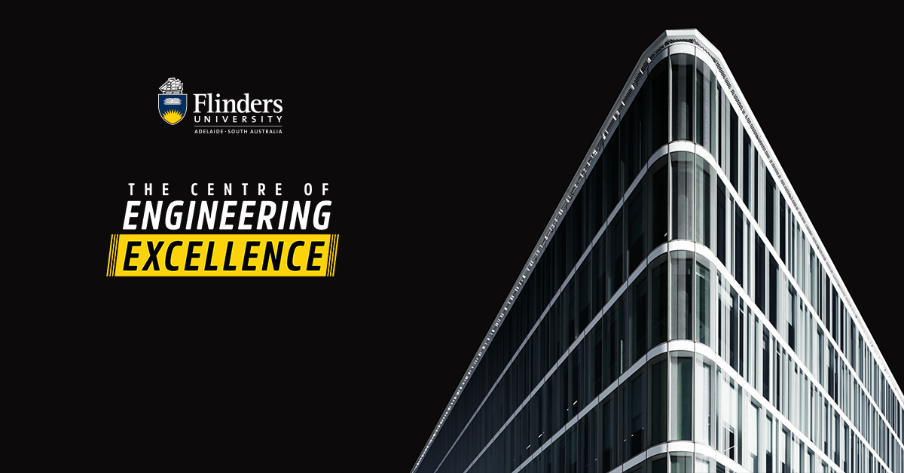 Flinders
UNIVERSITY
ADELAIDE · SOUTH AUSTRALIA
THE CENTRE OF
ENGINEERING
EXCELLENCE